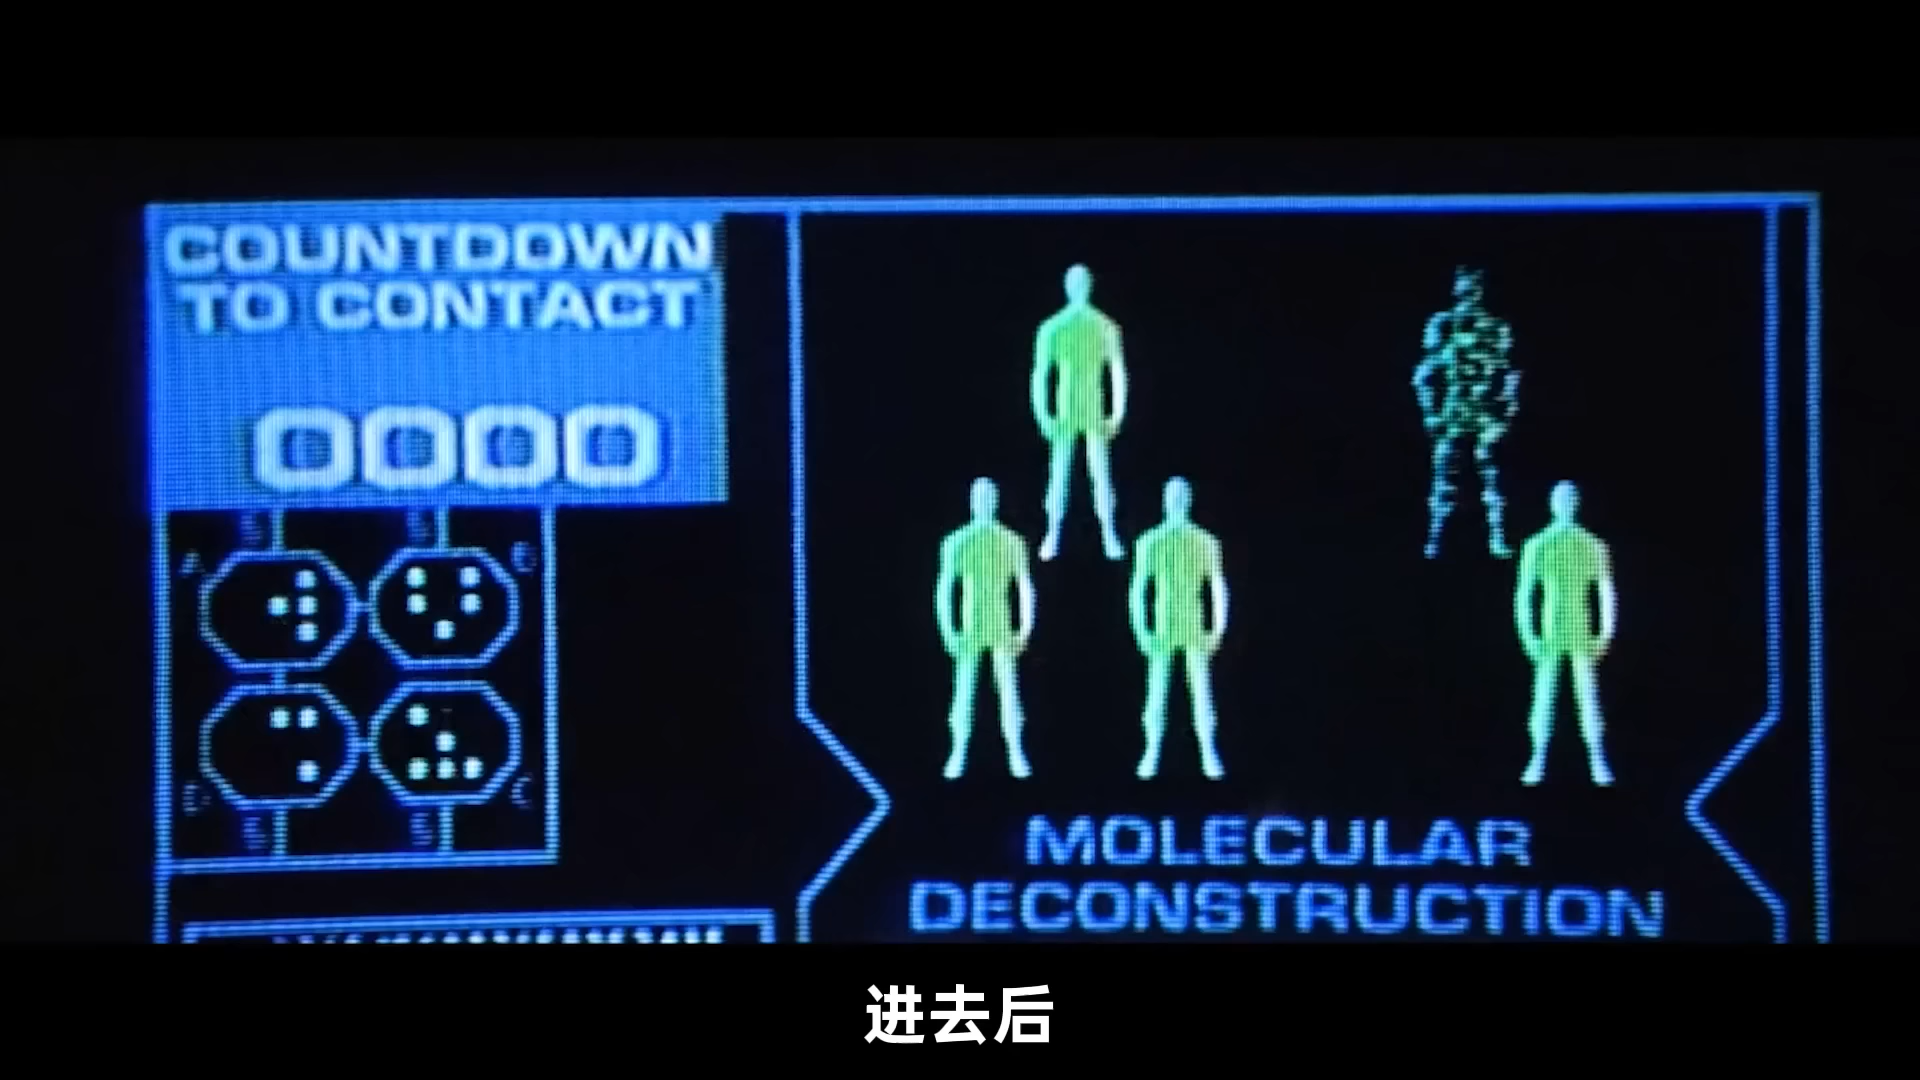 COUNTDOWN
TO CONTACT
0000
A
B
D
C
MOLECULAR
DECONSTRUCTION
进去后